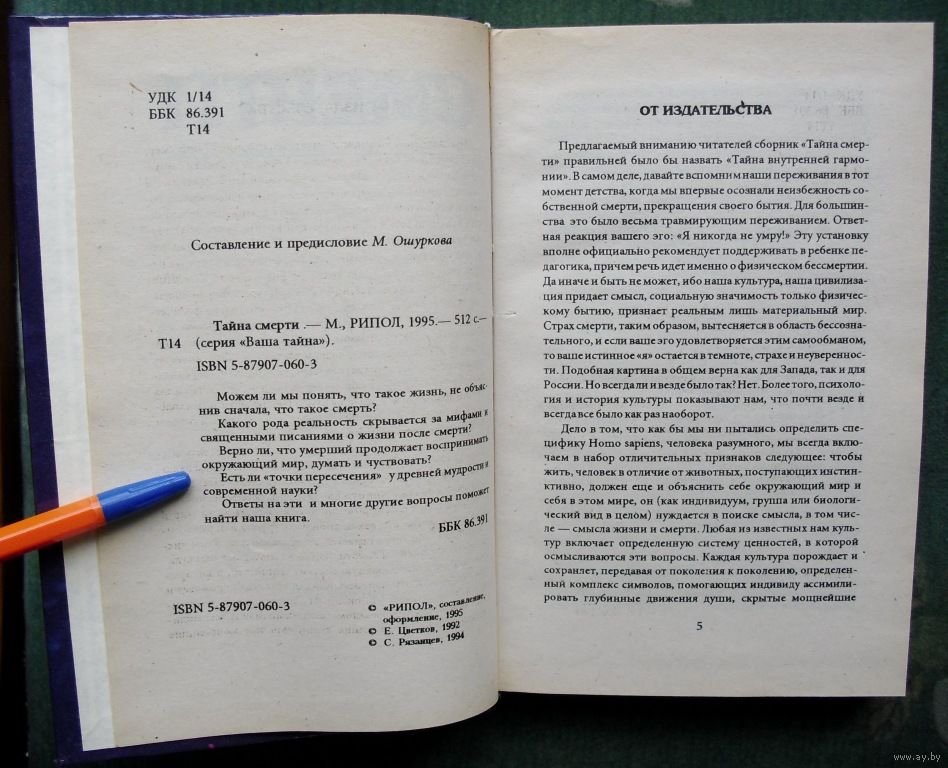 УДК 1/14
ББК 86.391
Т14
Составление и предисловие М. Ошуркова
Тайна смерти .— М., РИПОЛ, 1995.— 512 с.—
Т14 (серия «Ваша тайна»).
ISBN 5-87907-060-3
Можем ли мы понять, что такое жизнь, не объяс-
нив сначала, что такое смерть?
Какого рода реальность скрывается за мифами и
священными писаниями о жизни после смерти?
Верно ли, что умерший продолжает воспринимать
окружающий мир, думать и чуствовать?
Есть ли «точки пересечения» у древней мудрости и
современной науки?
Ответы на эти и многие другие вопросы поможет
найти наша книга.
ББК 86.391
ISBN 5-87907-060-3
© «РИПОЛ», составление,
оформление, 1995
© Е. Цветков, 1992
© С. Рязанцев, 1994
ОТ ИЗДАТЕЛЬСТВА
Предлагаемый вниманию читателей сборник «Тайна смер-
ти» правильней было бы назвать «Тайна внутренней гармо-
нии». В самом деле, давайте вспомним наши переживания в тот
момент детства, когда мы впервые осознали неизбежность со-
бственной смерти, прекращения своего бытия. Для большин-
ства это было весьма травмирующим переживанием. Ответ-
ная реакция вашего эго: «Я никогда не умру!» Эту установку
вполне официально рекомендует поддерживать в ребенке пе-
дагогика, причем речь идет именно о физическом бессмертии.
Да иначе и быть не может, ибо наша культура, наша цивилиза-
ция придает смысл, социальную значимость только физичес-
кому бытию, признает реальным лишь материальный мир.
Страх смерти, таким образом, вытесняется в область бессозна-
тельного, и если ваше эго удовлетворяется этим самообманом,
то ваше истинное «я» остается в темноте, страхе и неувереннос-
ти. Подобная картина в общем верна как для Запада, так и для
России. Но всегда ли и везде было так? Нет. Более того, психоло-
гия и история культуры показывают нам, что почти везде и
всегда все было как раз наоборот.
Дело в том, что как бы мы ни пытались определить спе-
цифику Homo sapiens, человека разумного, мы всегда вклю-
чаем в набор отличительных признаков следующее: чтобы
жить, человек в отличие от животных, поступающих инстин-
ктивно, должен еще и объяснить себе окружающий мир и
себя в этом мире, он (как индивидуум, группа или биологи-
ческий вид в целом) нуждается в поиске смысла, в том чис-
ле — смысла жизни и смерти. Любая из известных нам куль-
тур включает определенную систему ценностей, в которой
осмысливаются эти вопросы. Каждая культура порождает и
сохраняет, передавая от поколения к поколению, определен-
ный комплекс символов, помогающих индивиду ассимили-
ровать глубинные движения души, скрытые мощнейшие
5
www.ay.by